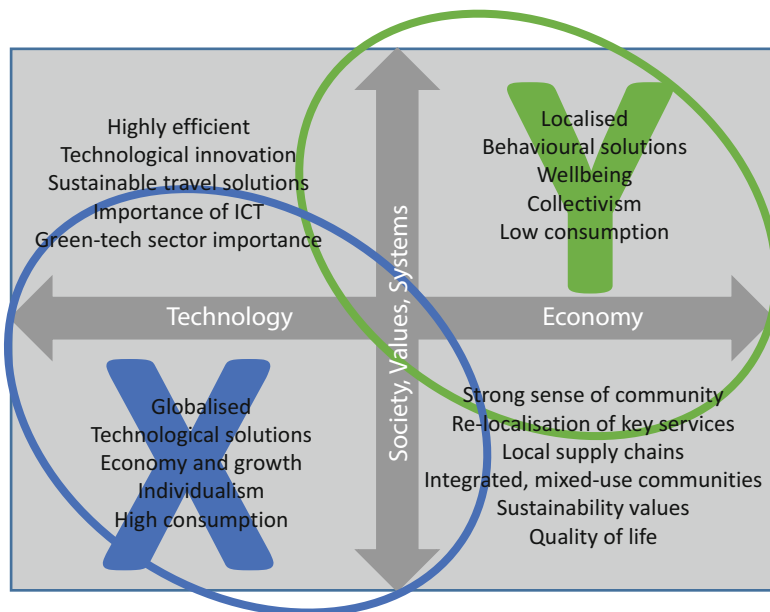 Highly efficient
Technological innovation
Sustainable travel solutions
Importance of ICT
Green-tech sector importance
Y
Localised
Behavioural solutions
Wellbeing
Collectivism
Low consumption
Technology
Economy
Society, Values, Systems
X
Globalised
Technological solutions
Economy and growth
Individualism
High consumption
Strong sense of community
Re-localisation of key services
Local supply chains
Integrated, mixed-use communities
Sustainability values
Quality of life